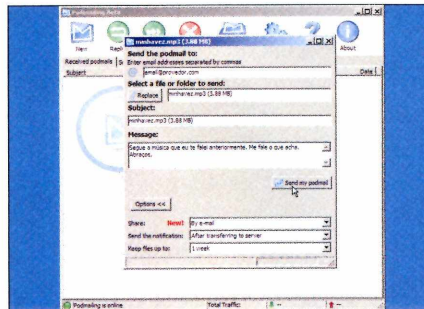 Podmailing Beta
New
Repl
About
Received podmails
Subject
Date
minhavez.mp3 (3.88 MB)
Send the podmail to:
Enter email addresses separated by commas
email@provedor.com
Select a file or folder to send:
Replace
minhavez.mp3 (3.88 MB)
Subject:
minhavez.mp3 (3.88 MB)
Message:
Segue a música que eu te falei anteriormente. Me fale o que acha.
Abraços.
Send my podmail
Options <<
Share: New! By e-mail
Send the notification: After transferring to server
Keep files up to: 1 week
Podmailing is online
Total Traffic: -- --